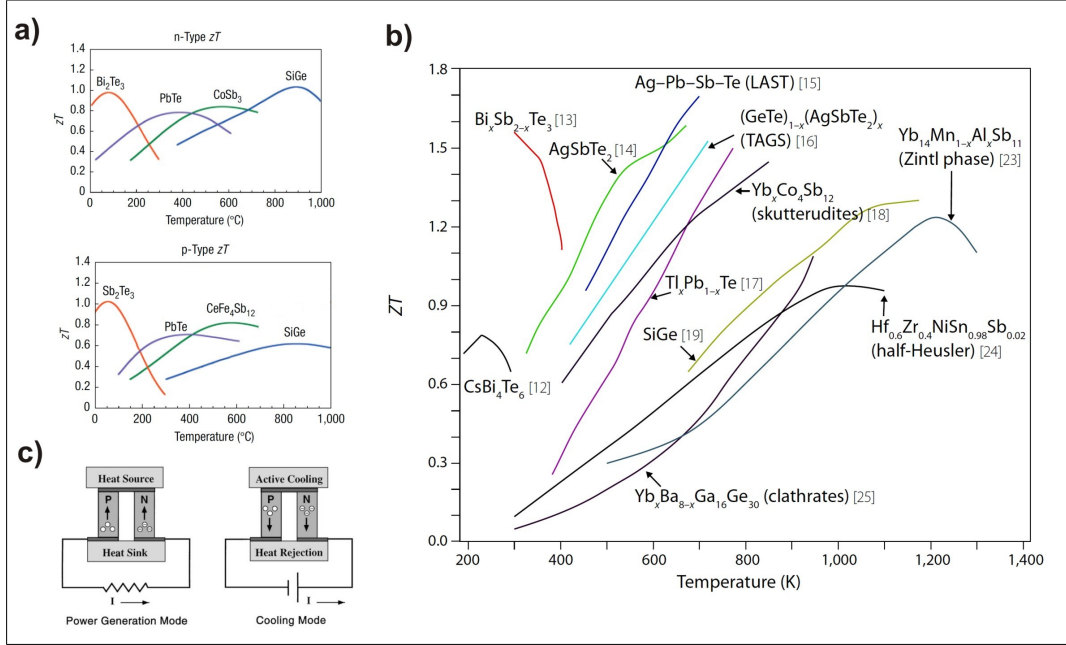 a)
n-Type zT
1.4
1.2
1.0
0.8
0.6
0.4
0.2
0
zT
Bi₂Te₃
PbTe
CoSb₃
SiGe
0 200 400 600 800 1,000
Temperature (°C)
p-Type zT
1.4
1.2
1.0
0.8
0.6
0.4
0.2
0
zT
Sb₂Te₃
PbTe
CeFe₄Sb₁₂
SiGe
0 200 400 600 800 1,000
Temperature (°C)
c)
Heat Source
P N
Heat Sink
I
Power Generation Mode
Active Cooling
P N
Heat Rejection
I
Cooling Mode
b)
1.8
1.5
1.2
0.9
0.6
0.3
0.0
ZT
Ag–Pb–Sb–Te (LAST) [15]
BiₓSb₂₋ₓTe₃ [13]
AgSbTe₂ [14]
(GeTe)₁₋ₓ(AgSbTe₂)ₓ
(TAGS) [16]
Yb₁₄Mn₁₋ₓAlₓSb₁₁
(Zintl phase) [23]
YbₓCo₄Sb₁₂
(skutterudites) [18]
TlₓPb₁₋ₓTe [17]
SiGe [19]
CsBi₄Te₆ [12]
Hf₀.₆Zr₀.₄NiSn₀.₉₈Sb₀.₀₂
(half-Heusler) [24]
YbₓBa₈₋ₓGa₁₆Ge₃₀ (clathrates) [25]
200 400 600 800 1,000 1,200 1,400
Temperature (K)